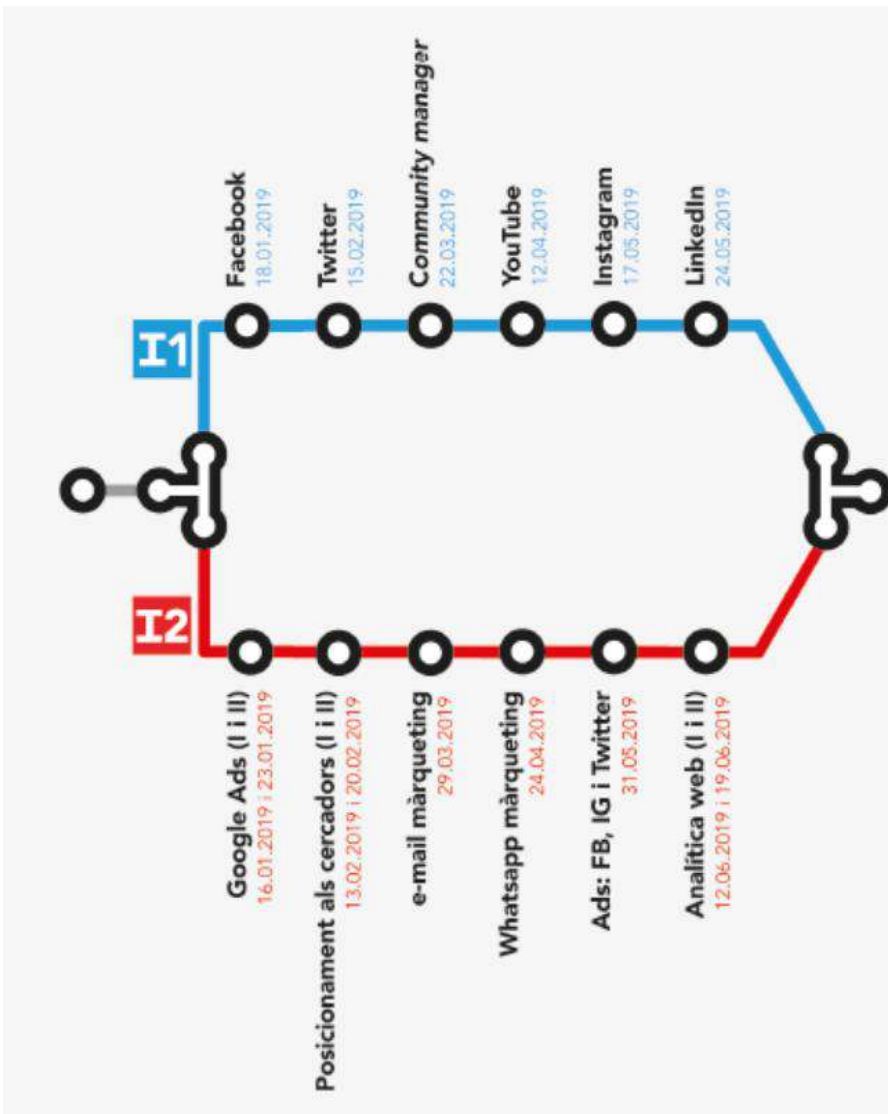 I1
Facebook
18.01.2019
Twitter
15.02.2019
Community manager
22.03.2019
YouTube
12.04.2019
Instagram
17.05.2019
LinkedIn
24.05.2019
I2
Google Ads (I i II)
16.01.2019 i 23.01.2019
Posicionament als cercadors (I i II)
13.02.2019 i 20.02.2019
e-mail màrqueting
29.03.2019
Whatsapp màrqueting
24.04.2019
Ads: FB, IG i Twitter
31.05.2019
Analítica web (I i II)
12.06.2019 i 19.06.2019